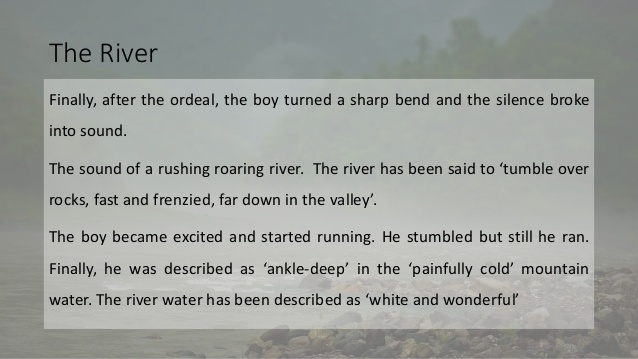 The River
Finally, after the ordeal, the boy turned a sharp bend and the silence broke
into sound.
The sound of a rushing roaring river.  The river has been said to ‘tumble over
rocks, fast and frenzied, far down in the valley’.
The boy became excited and started running. He stumbled but still he ran.
Finally, he was described as ‘ankle-deep’ in the ‘painfully cold’ mountain
water. The river water has been described as ‘white and wonderful’